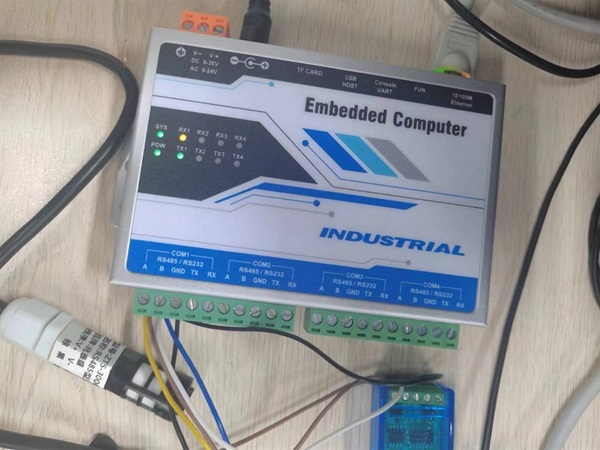 V- V+
DC 9-36V
AC 9-24V
TF CARD
USB
HOST
Console
UART
FUN
10/100M
Ethernet
Embedded Computer
SYS RX1 RX2 RX3 RX4
POW TX1 TX2 TX3 TX4
INDUSTRIAL
COM1
RS485 / RS232
A B GND TX RX
COM2
RS485 / RS232
A B GND TX RX
COM3
RS485 / RS232
A B GND TX RX
COM4
RS485 / RS232
A B GND TX RX